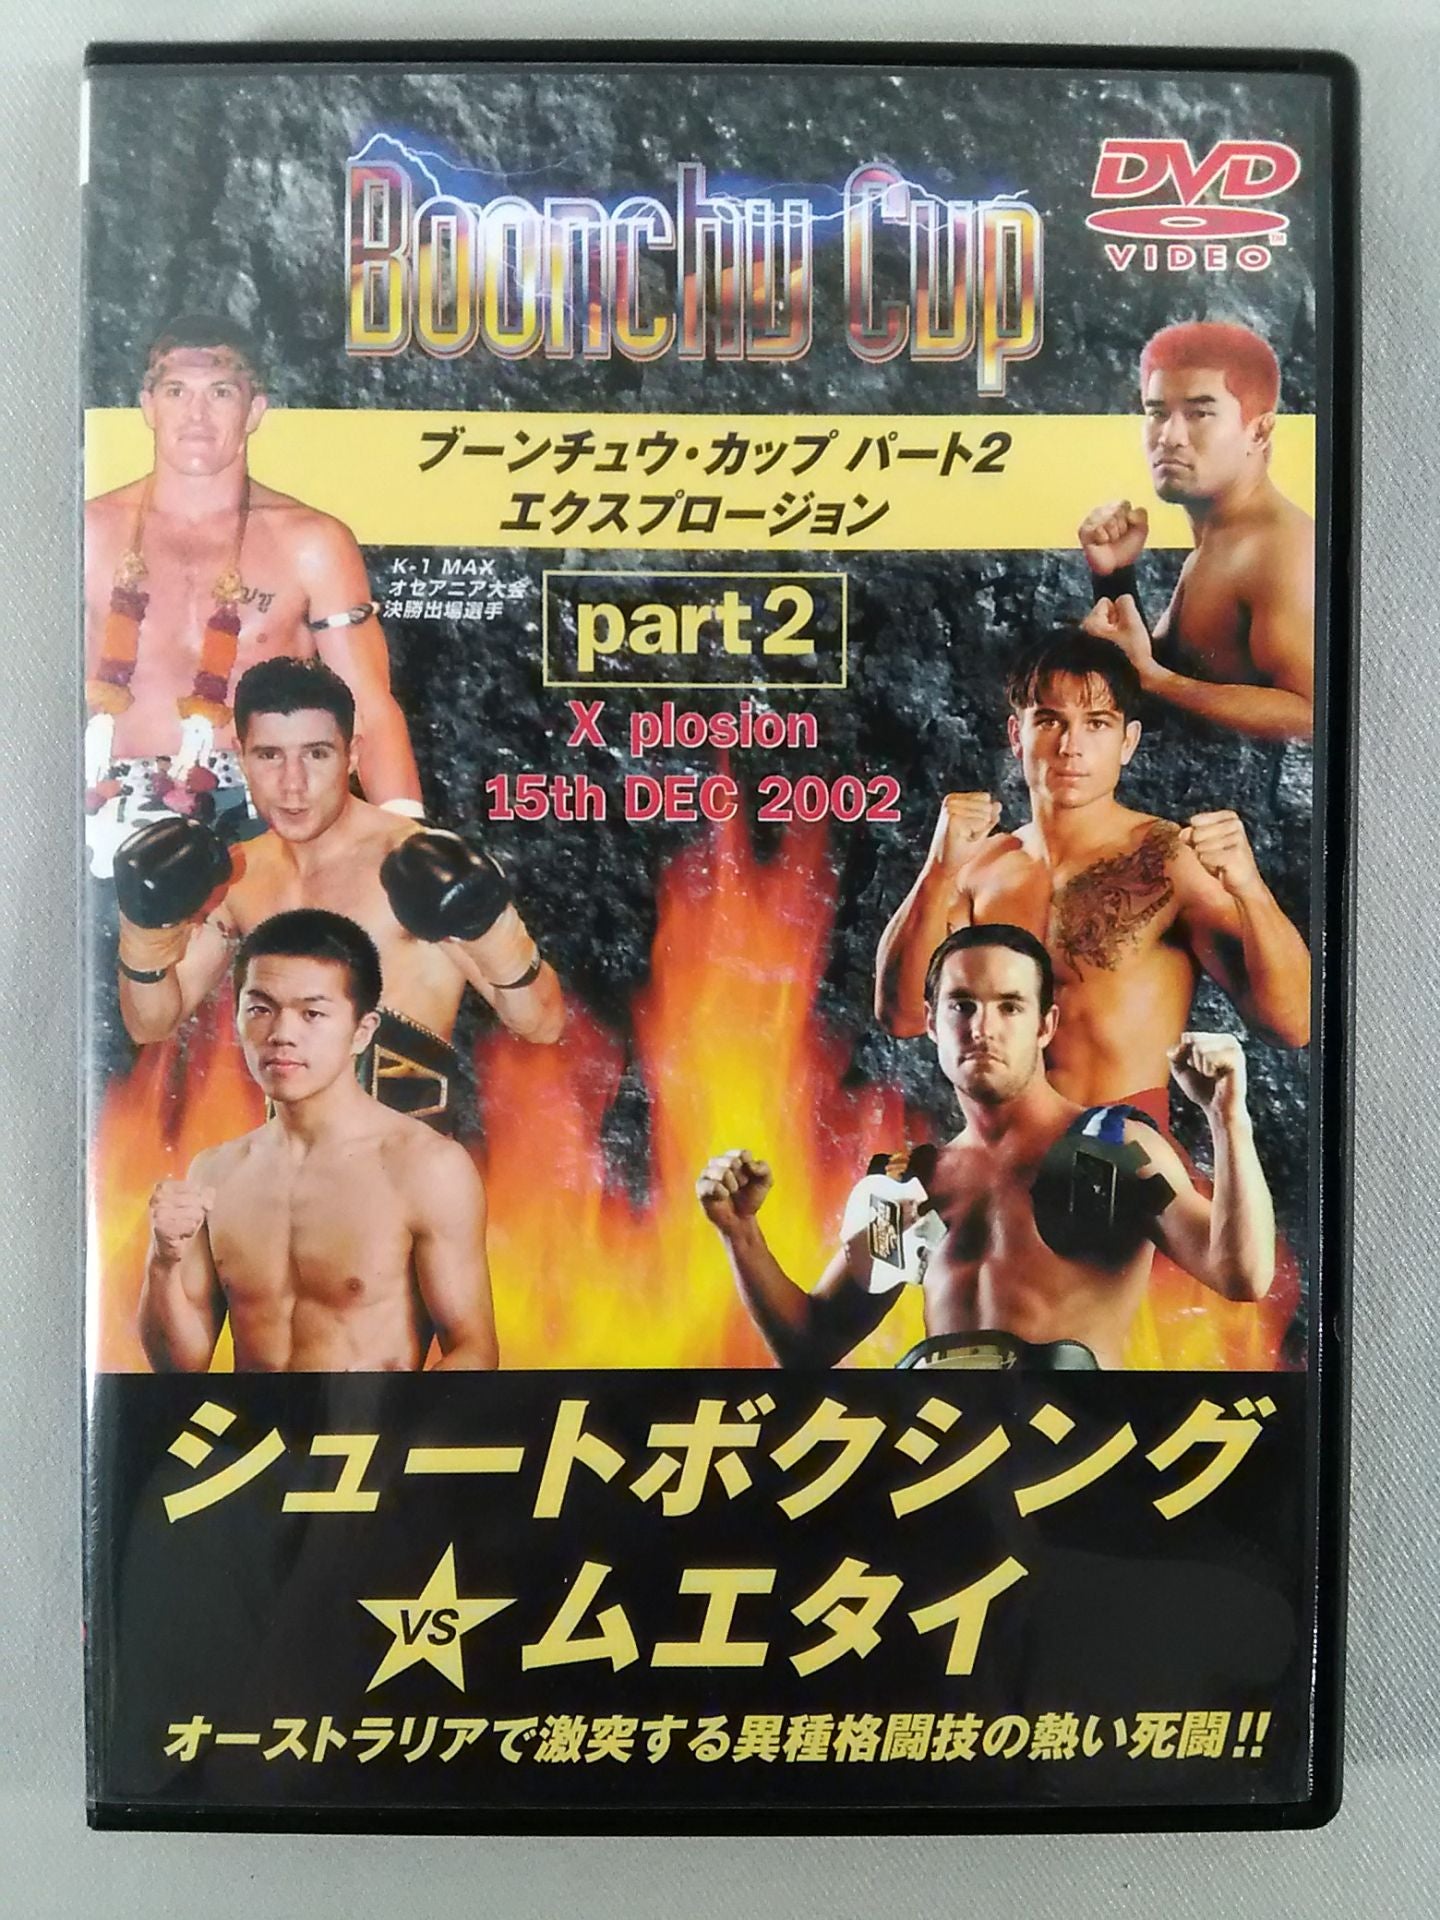 Boonchu Cup
DVD
VIDEO
TM
ブーンチュウ・カップ パート2
エクスプロージョン
K-1 MAX
オセアニア大会
決勝出場選手
part2
X plosion
15th DEC 2002
シュートボクシング
VS ムエタイ
オーストラリアで激突する異種格闘技の熱い死闘!!